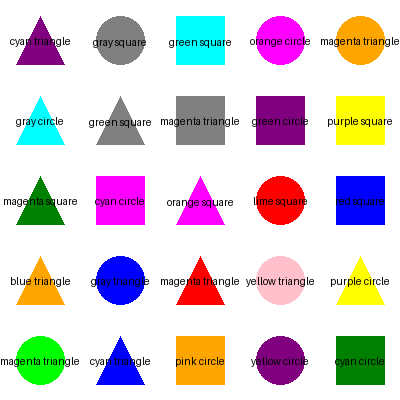 cyan triangle gray square green square orange circle magenta triangle
gray circle green square magenta triangle green circle purple square
magenta square cyan circle orange square lime square red square
blue triangle gray triangle magenta triangle yellow triangle purple circle
magenta triangle cyan triangle pink circle yellow circle cyan circle